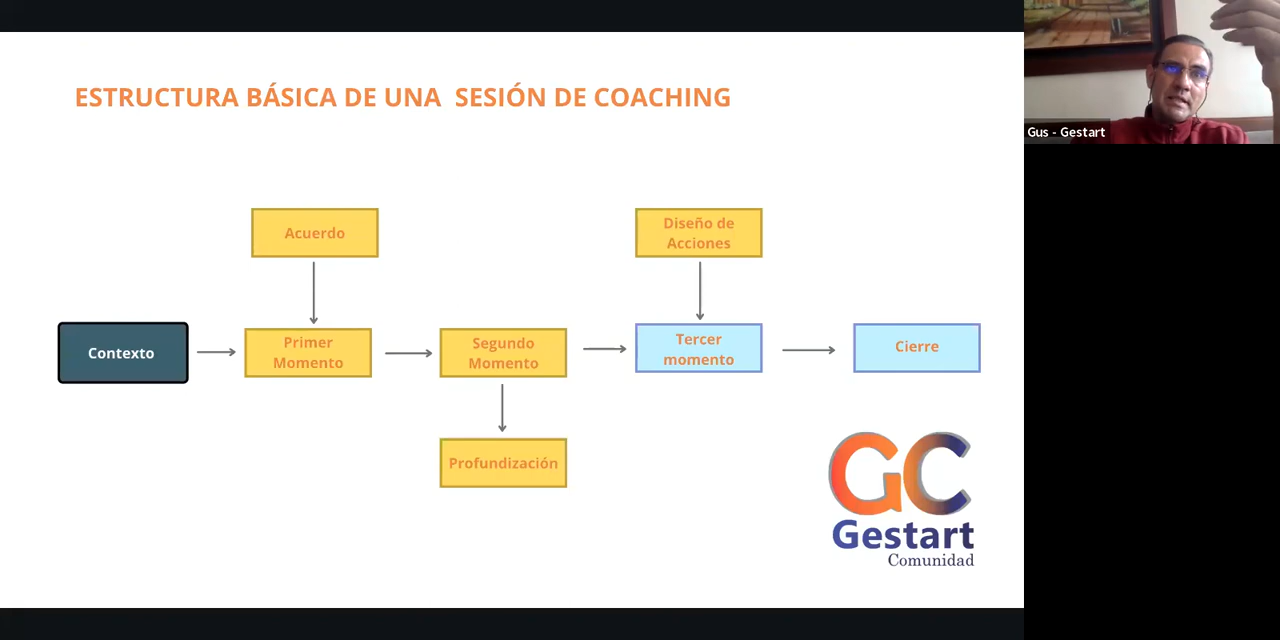 ESTRUCTURA BÁSICA DE UNA SESIÓN DE COACHING
Gus - Gestart
Acuerdo
Diseño de
Acciones
Contexto
Primer
Momento
Segundo
Momento
Tercer
momento
Cierre
Profundización
GC
Gestart
Comunidad